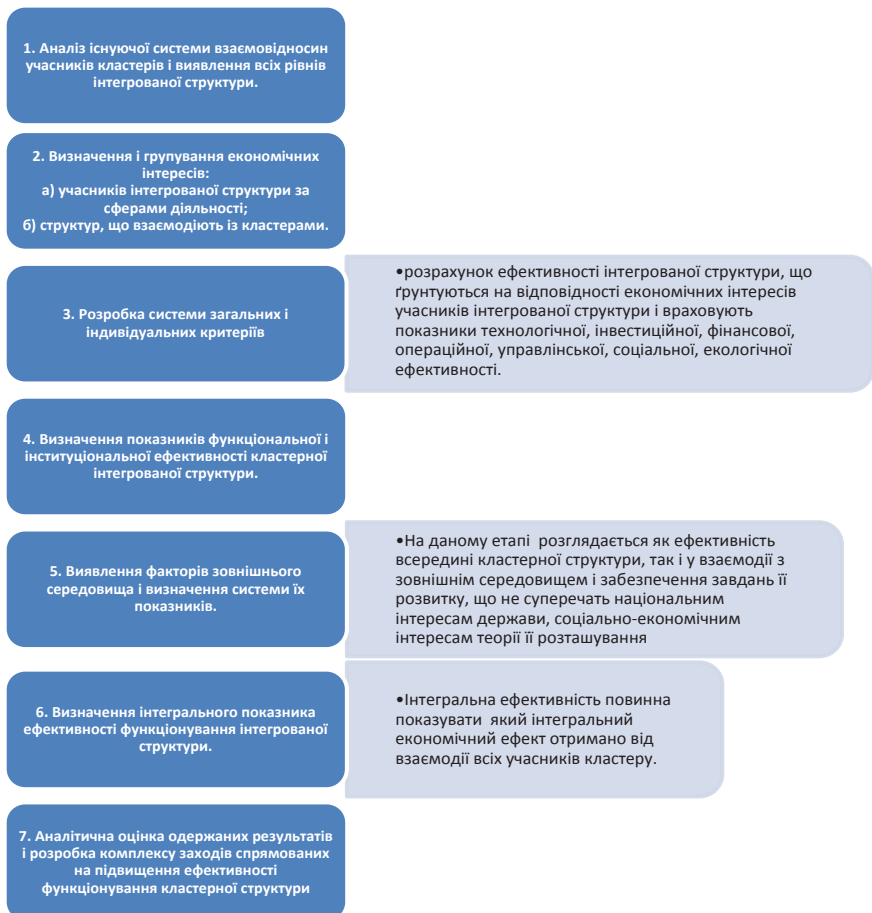 1. Аналіз існуючої системи взаємовідносин
учасників кластерів і виявлення всіх рівнів
інтегрованої структури.
2. Визначення і групування економічних
інтересів:
а) учасників інтегрованої структури за
сферами діяльності;
б) структур, що взаємодіють із кластерами.
3. Розробка системи загальних і
індивідуальних критеріїв
•розрахунок ефективності інтегрованої структури, що
ґрунтуються на відповідності економічних інтересів
учасників інтегрованої структури і враховують
показники технологічної, інвестиційної, фінансової,
операційної, управлінської, соціальної, екологічної
ефективності.
4. Визначення показників функціональної і
інституціональної ефективності кластерної
інтегрованої структури.
5. Виявлення факторів зовнішнього
середовища і визначення системи їх
показників.
•На даному етапі розглядається як ефективність
всередині кластерної структури, так і у взаємодії з
зовнішнім середовищем і забезпечення завдань її
розвитку, що не суперечать національним
інтересам держави, соціально-економічним
інтересам теорії її розташування
6. Визначення інтегрального показника
ефективності функціонування інтегрованої
структури.
•Інтегральна ефективність повинна
показувати який інтегральний
економічний ефект отримано від
взаємодії всіх учасників кластеру.
7. Аналітична оцінка одержаних результатів
і розробка комплексу заходів спрямованих
на підвищення ефективності
функціонування кластерної структури